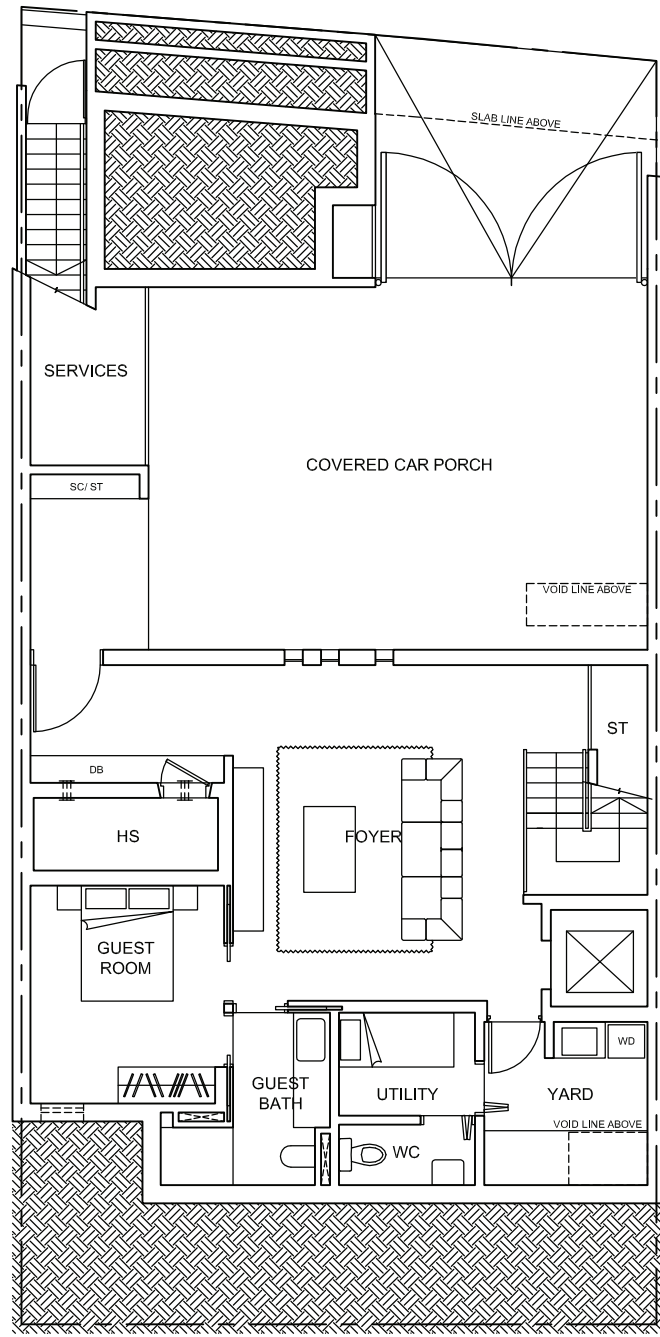 SLAB LINE ABOVE
SERVICES
COVERED CAR PORCH
SC/ ST
VOID LINE ABOVE
ST
DB
HS
FOYER
GUEST
ROOM
WD
GUEST
BATH
UTILITY
YARD
VOID LINE ABOVE
WC